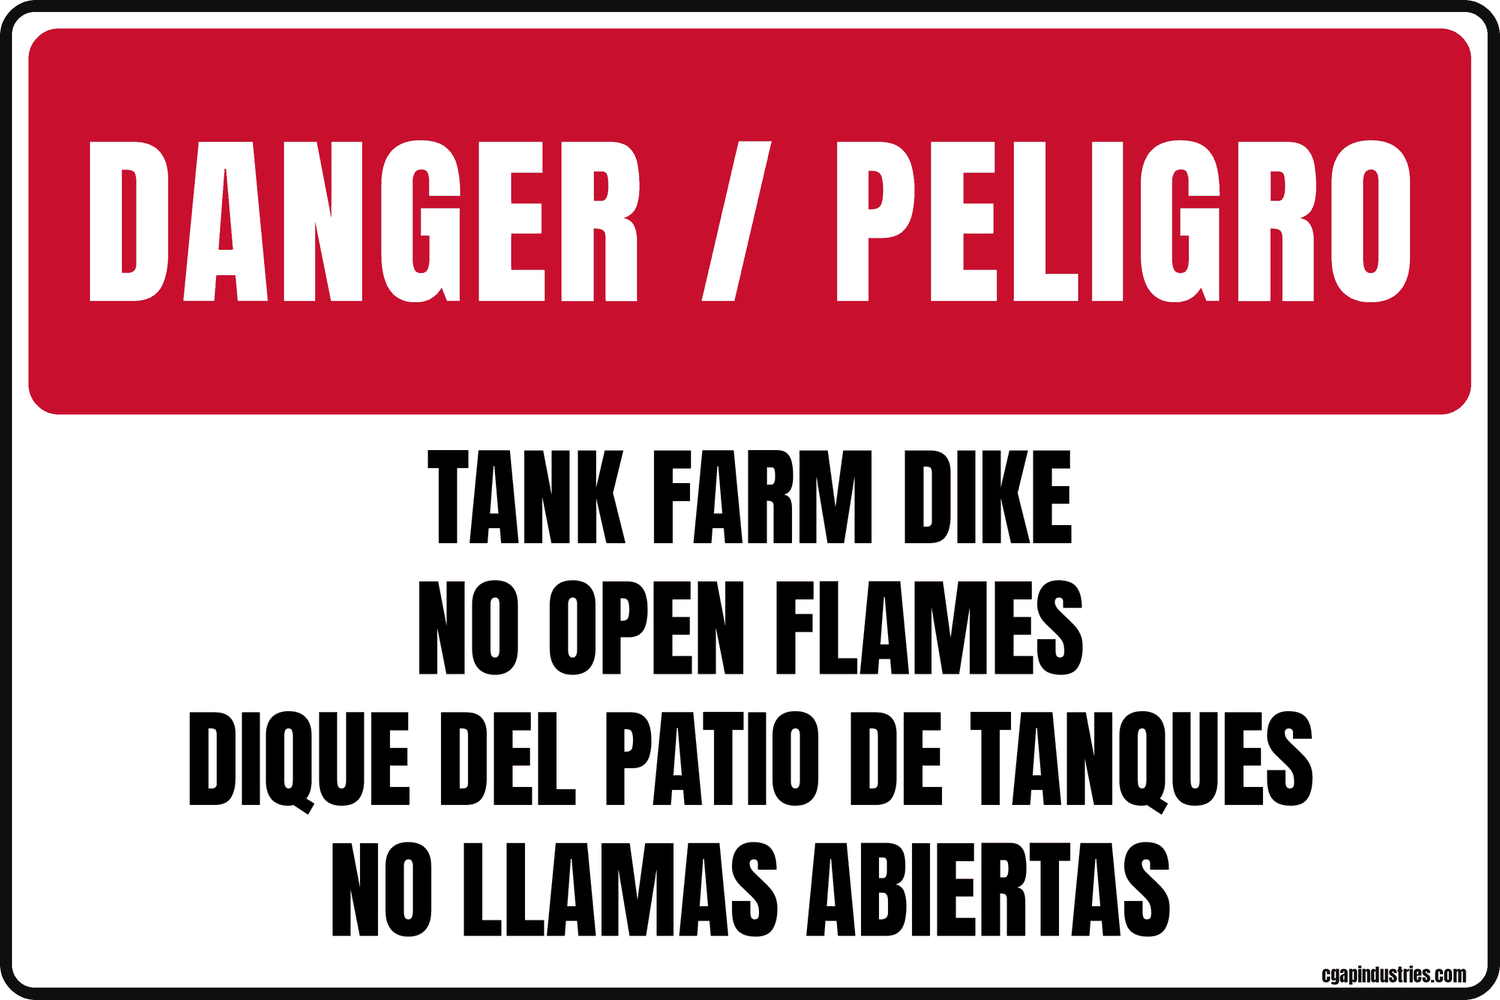 DANGER / PELIGRO
TANK FARM DIKE
NO OPEN FLAMES
DIQUE DEL PATIO DE TANQUES
NO LLAMAS ABIERTAS
cgapindustries.com